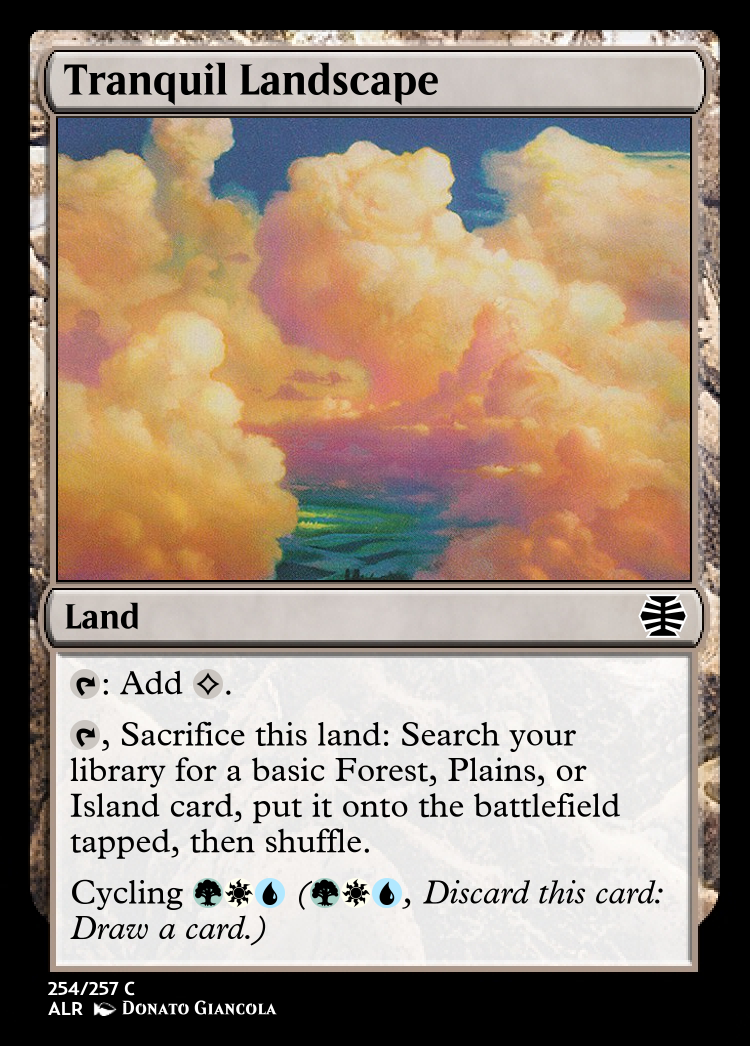 Tranquil Landscape
Land
: Add .
, Sacrifice this land: Search your
library for a basic Forest, Plains, or
Island card, put it onto the battlefield
tapped, then shuffle.
Cycling (, Discard this card:
Draw a card.)
254/257 C
ALR Donato Giancola